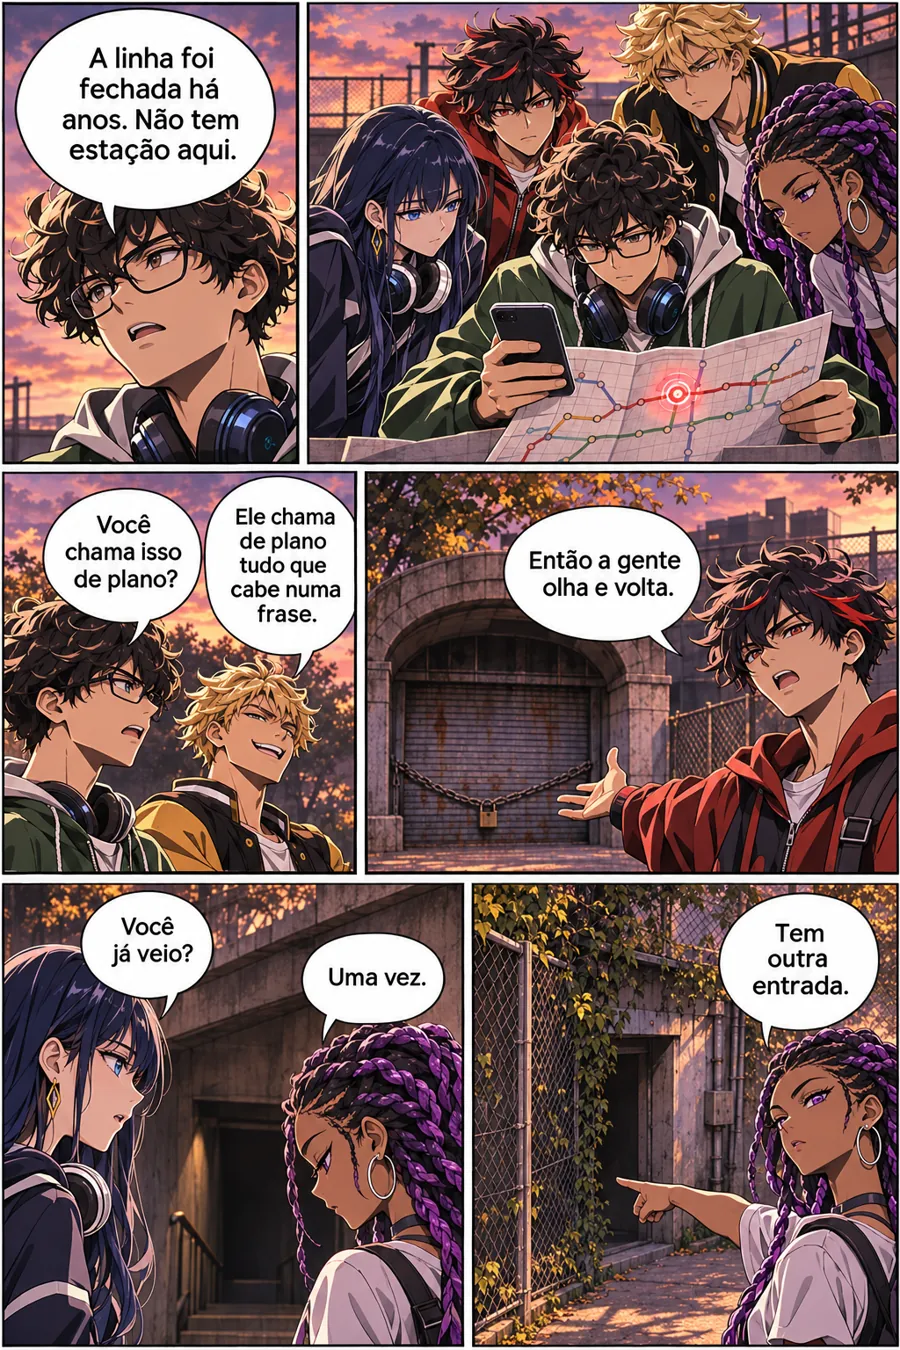 A linha foi
fechada há
anos. Não tem
estação aqui.
Você
chama isso
de plano?
Ele chama
de plano
tudo que
cabe numa
frase.
Então a gente
olha e volta.
Você
já veio?
Uma vez.
Tem
outra
entrada.